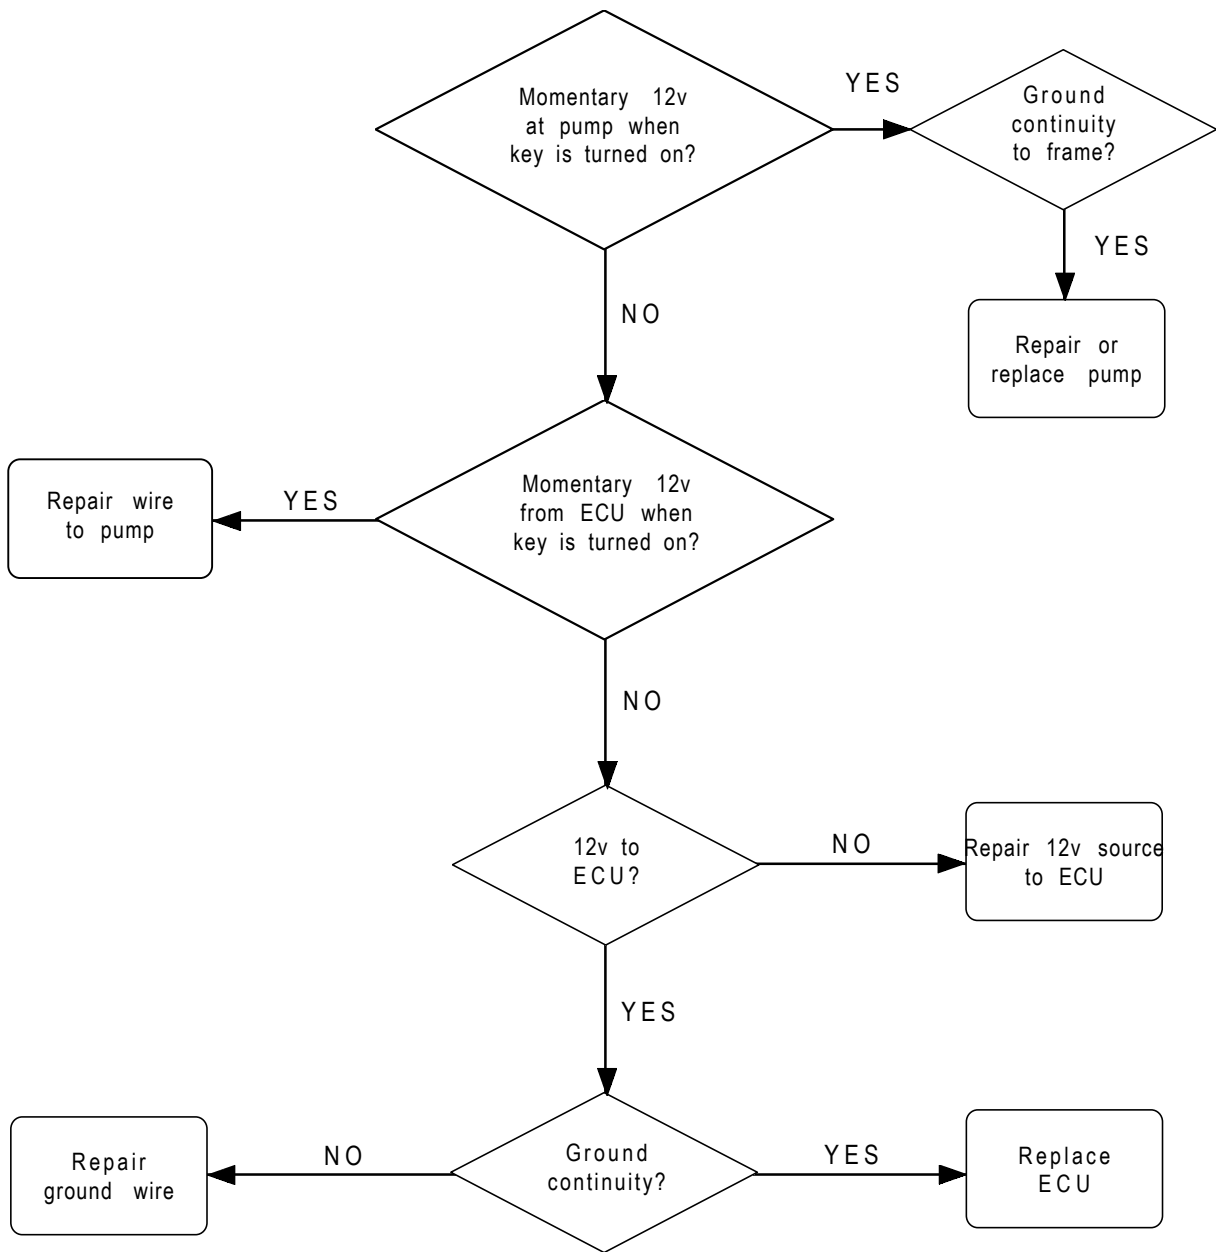 Momentary 12v
at pump when
key is turned on?
YES
Ground
continuity
to frame?
YES
Repair or
replace pump
NO
Momentary 12v
from ECU when
key is turned on?
YES
Repair wire
to pump
NO
12v to
ECU?
NO
Repair 12v source
to ECU
YES
Ground
continuity?
NO
Repair
ground wire
YES
Replace
ECU